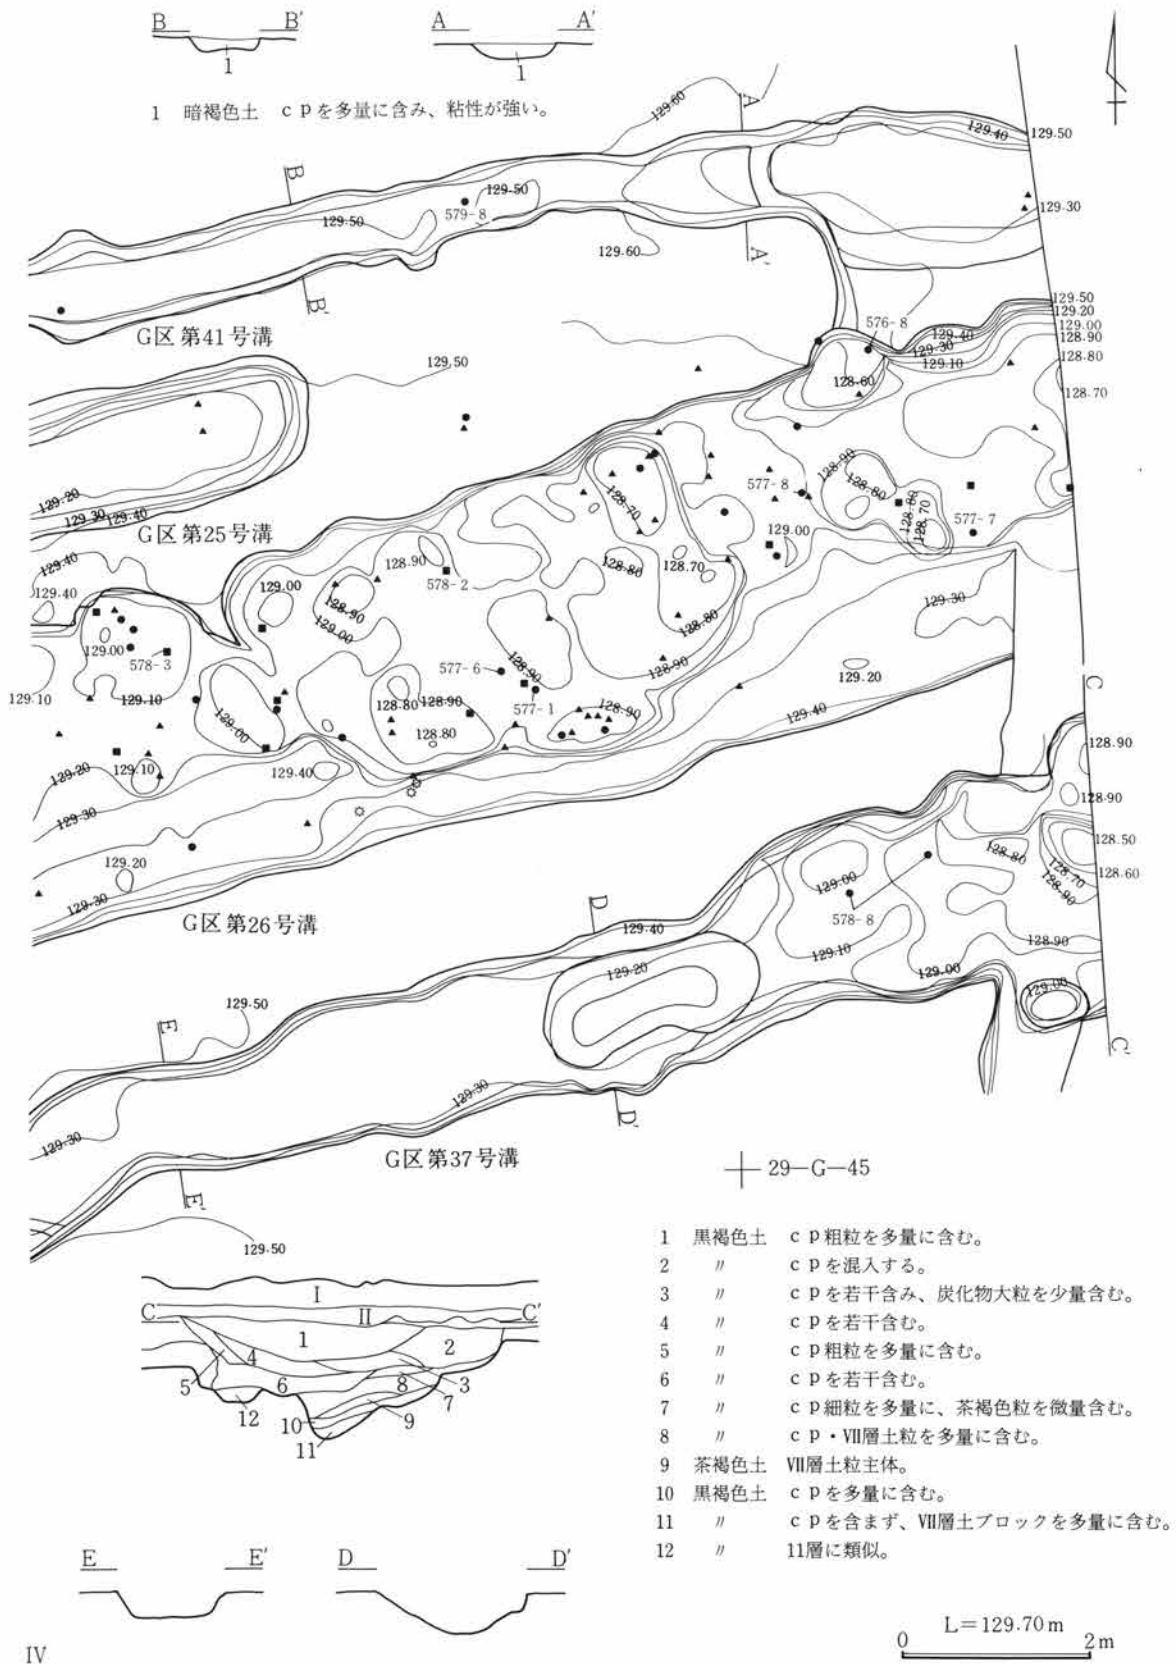 B B′ A A′
1 1
1 暗褐色土 cpを多量に含み、粘性が強い。
129.60
A
129.40
129.50
B
129.50
579-8
129.50
129.30
129.60
A′
B′
G区第41号溝
129.50
129.20
129.00
128.90
576-8
129.40
129.30
129.10
128.80
128.70
129.50
128.60
129.20
129.30
129.40
G区第25号溝
128.70
577-8
128.90
128.80
128.80
128.70
577-7
129.00
129.40
129.40
129.00
128.90
578-2
128.90
129.00
128.80
128.70
129.30
128.80
129.00
578-3
577-6
128.90
128.90
129.20
129.10
129.10
129.00
577-1
128.80
128.90
128.80
128.90
129.40
C
129.20
129.10
129.40
128.90
129.30
128.90
129.20
129.30
128.50
128.80
128.70
128.60
128.90
129.00
578-8
G区第26号溝
D
129.40
129.20
129.10
128.90
129.00
129.00
129.50
E
C′
129.30
D′
129.30
G区第37号溝
E′
29-G-45
129.50
1 黒褐色土 cp粗粒を多量に含む。
2 〃 cpを混入する。
3 〃 cpを若干含み、炭化物大粒を少量含む。
4 〃 cpを若干含む。
5 〃 cp粗粒を多量に含む。
6 〃 cpを若干含む。
7 〃 cp細粒を多量に、茶褐色粒を微量含む。
8 〃 cp・Ⅶ層土粒を多量に含む。
9 茶褐色土 Ⅶ層土粒主体。
10 黒褐色土 cpを多量に含む。
11 〃 cpを含まず、Ⅶ層土ブロックを多量に含む。
12 〃 11層に類似。
I
C II C′
1
2
4
5 6 8 3
7
12 10 9
11
E E′ D D′
L=129.70m
0 2m
IV